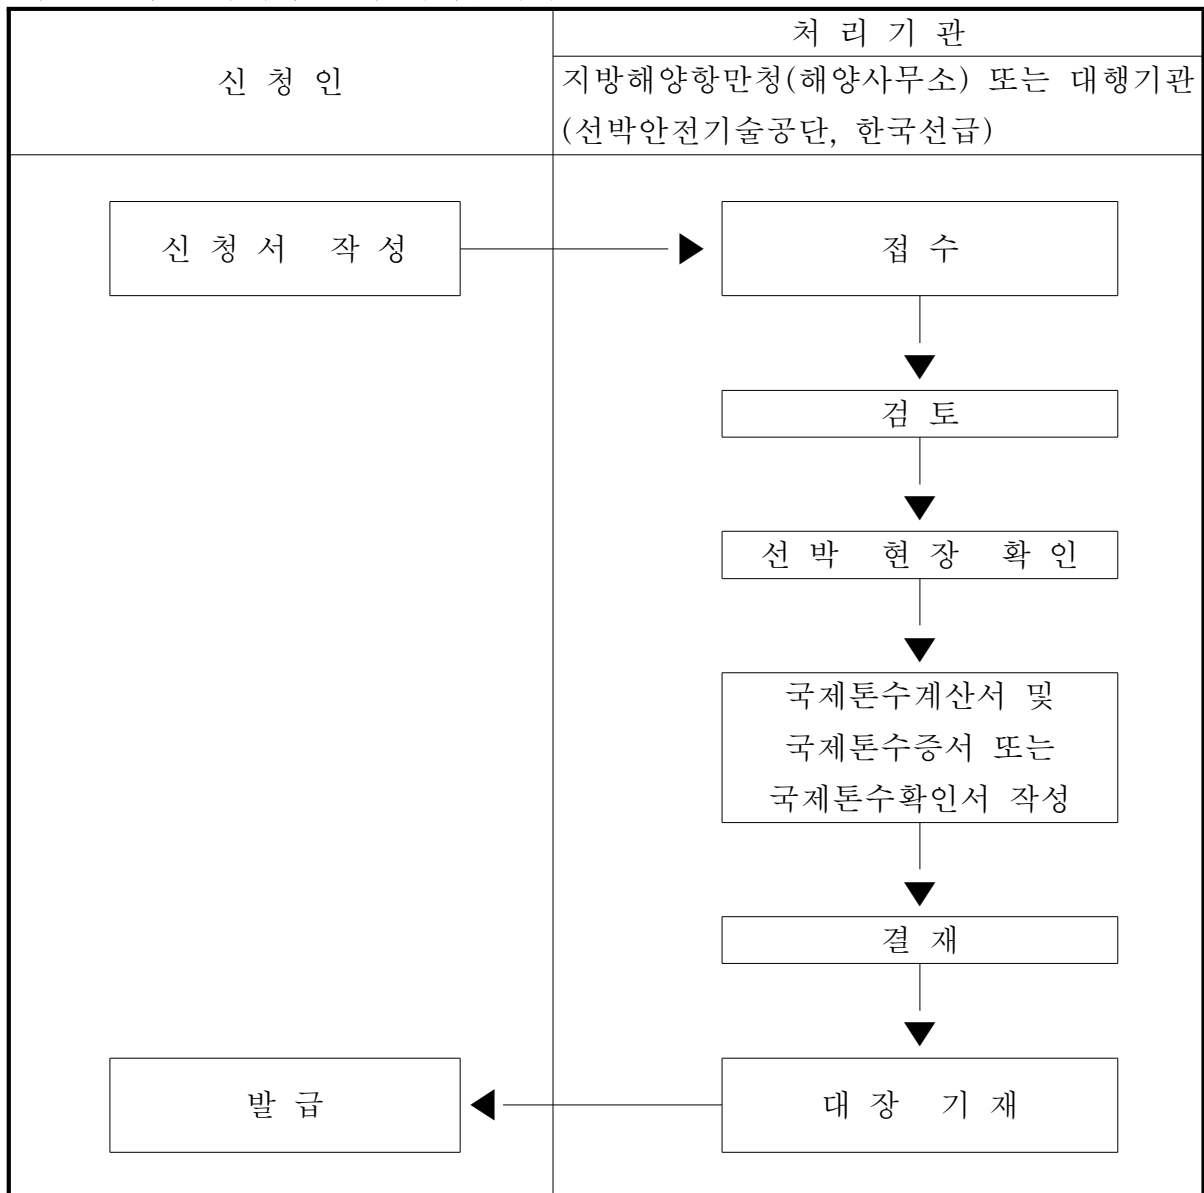 신 청 인
처 리 기 관
지방해양항만청(해양사무소) 또는 대행기관
(선박안전기술공단, 한국선급)
신 청 서 작 성
접 수
검 토
선 박 현 장 확 인
국제톤수계산서 및
국제톤수증서 또는
국제톤수확인서 작성
결 재
발 급
대 장 기 재